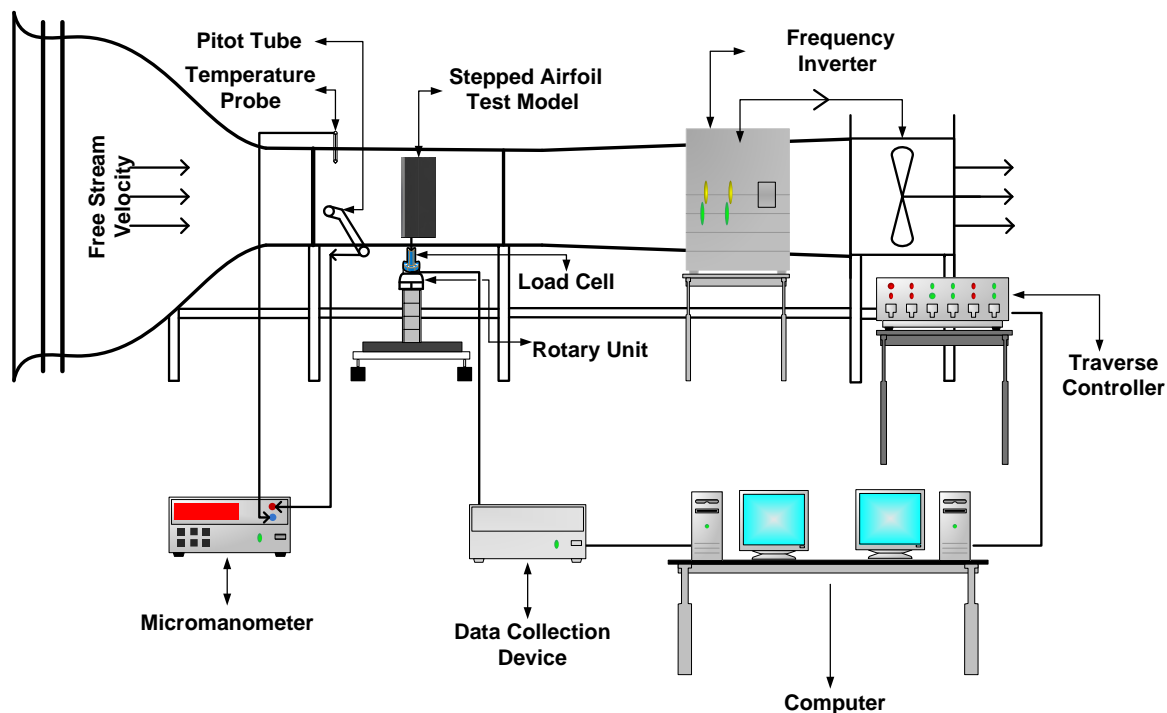 Pitot Tube
Temperature
Probe
Stepped Airfoil
Test Model
Frequency
Inverter
Free Stream
Velocity
Load Cell
Rotary Unit
Traverse
Controller
Micromanometer
Data Collection
Device
Computer